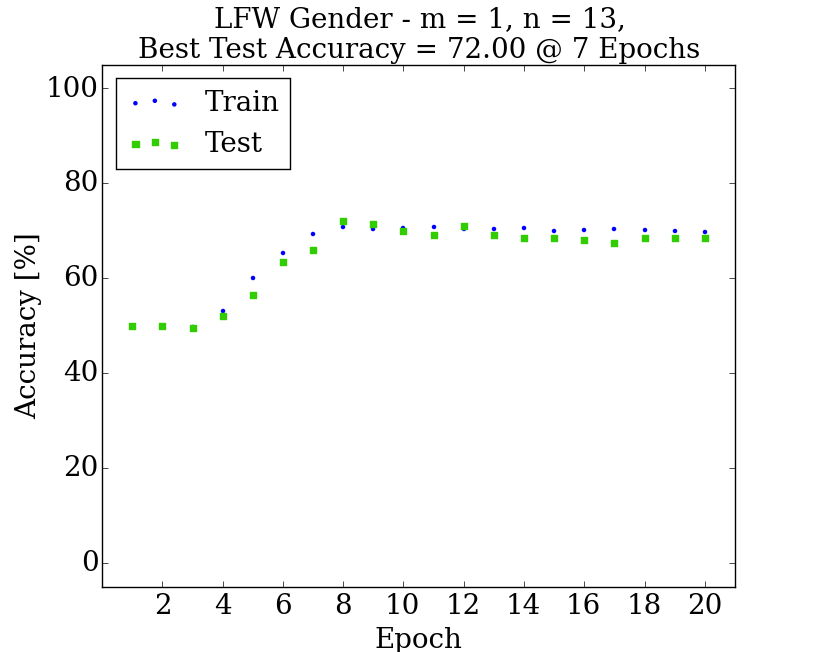 LFW Gender - m = 1, n = 13,
Best Test Accuracy = 72.00 @ 7 Epochs
100
80
60
40
20
0
Accuracy [%]
Train
Test
2 4 6 8 10 12 14 16 18 20
Epoch